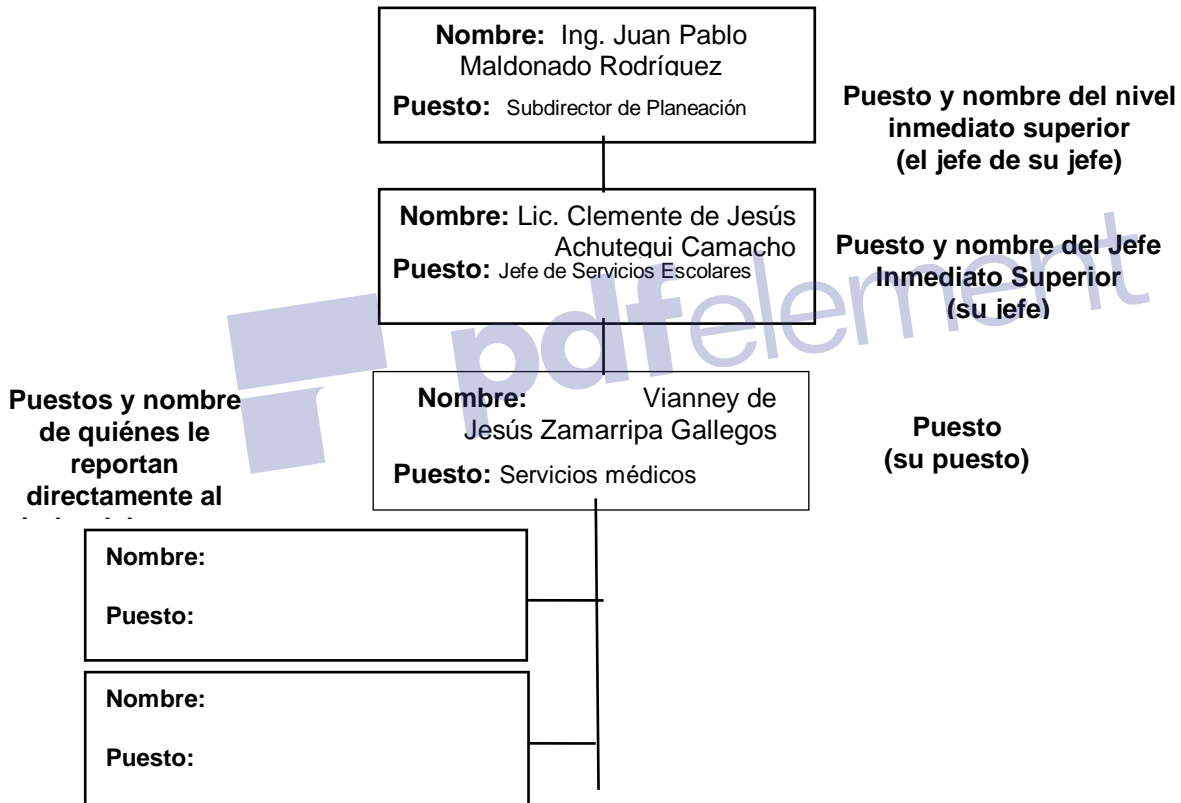 Nombre: Ing. Juan Pablo
Maldonado Rodríguez
Puesto: Subdirector de Planeación
Puesto y nombre del nivel
inmediato superior
(el jefe de su jefe)
Nombre: Lic. Clemente de Jesús
Achutegui Camacho
Puesto: Jefe de Servicios Escolares
Puesto y nombre del Jefe
Inmediato Superior
(su jefe)
pdfelement
Puestos y nombre
de quiénes le
reportan
directamente al
Nombre: Vianney de
Jesús Zamarripa Gallegos
Puesto: Servicios médicos
Puesto
(su puesto)
Nombre:
Puesto:
Nombre:
Puesto: